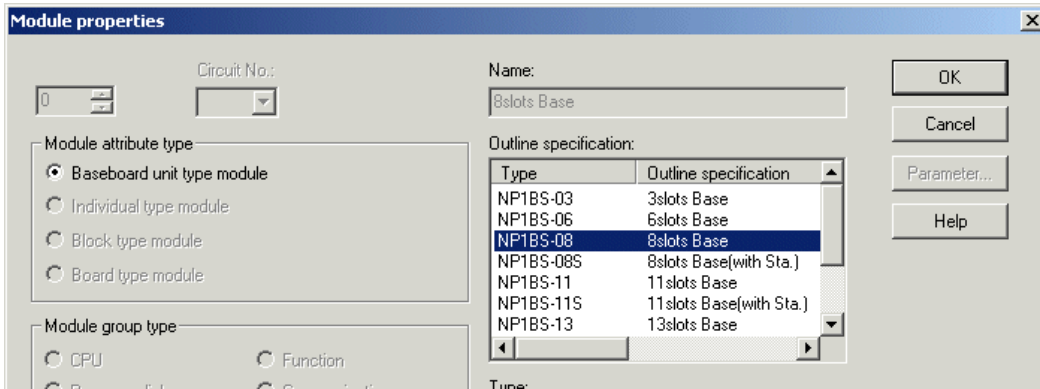 Module properties
Circuit No.:
0
Name:
8slots Base
OK
Cancel
Parameter...
Help
Module attribute type
Baseboard unit type module
Individual type module
Block type module
Board type module
Outline specification:
Type Outline specification
NP1BS-03 3slots Base
NP1BS-06 6slots Base
NP1BS-08 8slots Base
NP1BS-08S 8slots Base(with Sta.)
NP1BS-11 11slots Base
NP1BS-11S 11slots Base(with Sta.)
NP1BS-13 13slots Base
Module group type
CPU Function
Type: